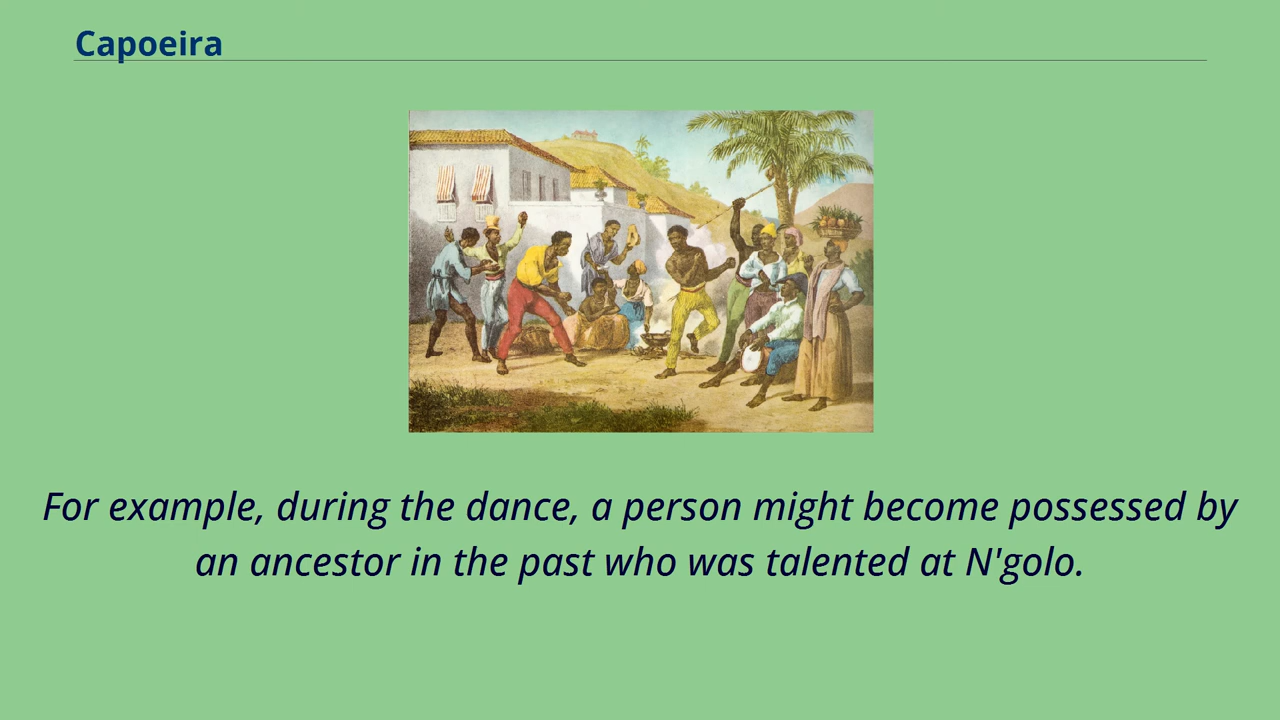 Capoeira
For example, during the dance, a person might become possessed by
an ancestor in the past who was talented at N'golo.